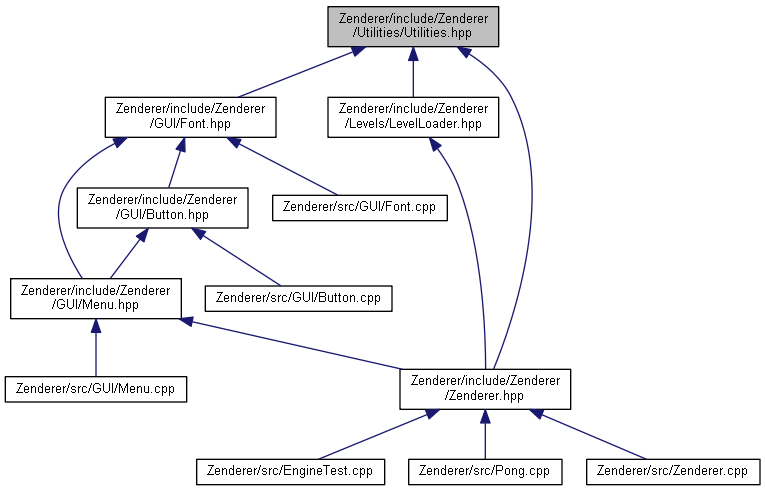 Zenderer/include/Zenderer
/Utilities/Utilities.hpp
Zenderer/include/Zenderer
/GUI/Font.hpp
Zenderer/include/Zenderer
/Levels/LevelLoader.hpp
Zenderer/include/Zenderer
/GUI/Button.hpp
Zenderer/src/GUI/Font.cpp
Zenderer/include/Zenderer
/GUI/Menu.hpp
Zenderer/src/GUI/Button.cpp
Zenderer/src/GUI/Menu.cpp
Zenderer/include/Zenderer
/Zenderer.hpp
Zenderer/src/EngineTest.cpp
Zenderer/src/Pong.cpp
Zenderer/src/Zenderer.cpp